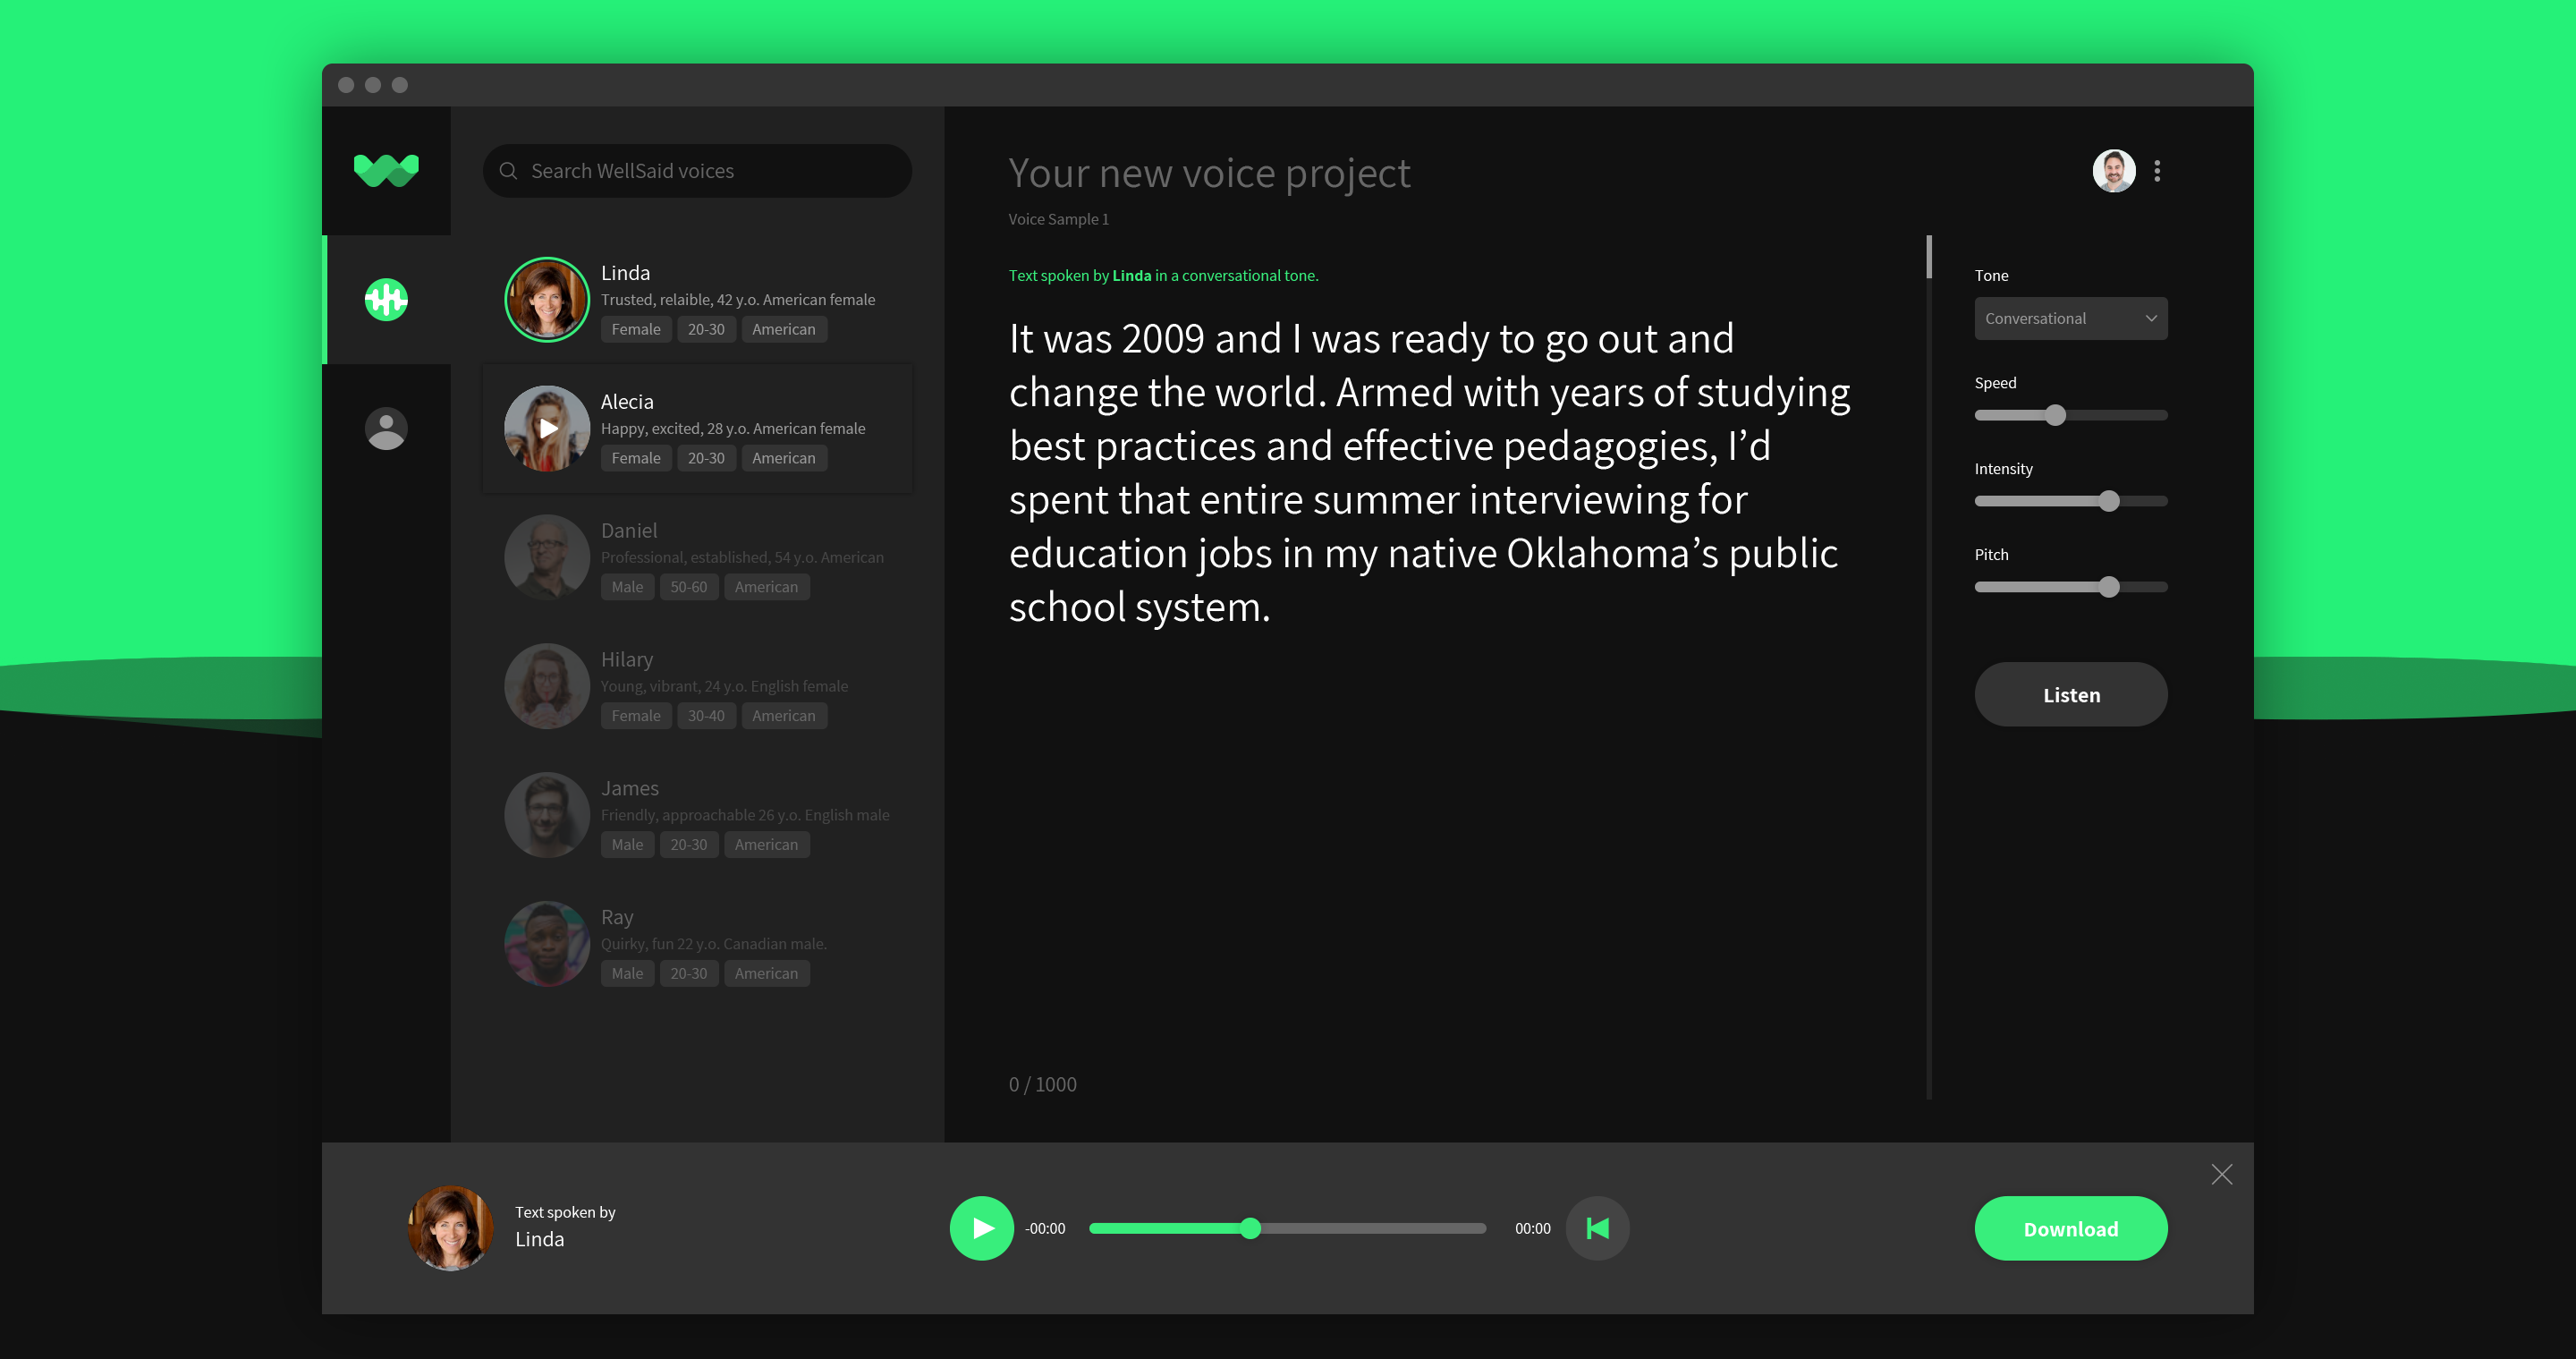 Search WellSaid voices
Linda
Trusted, relaible, 42 y.o. American female
Female 20-30 American
Alecia
Happy, excited, 28 y.o. American female
Female 20-30 American
Daniel
Professional, established, 54 y.o. American
Male 50-60 American
Hilary
Young, vibrant, 24 y.o. English female
Female 30-40 American
James
Friendly, approachable 26 y.o. English male
Male 20-30 American
Ray
Quirky, fun 22 y.o. Canadian male.
Male 20-30 American
Your new voice project
Voice Sample 1
Text spoken by Linda in a conversational tone.
It was 2009 and I was ready to go out and
change the world. Armed with years of studying
best practices and effective pedagogies, I’d
spent that entire summer interviewing for
education jobs in my native Oklahoma’s public
school system.
0 / 1000
Tone
Conversational
Speed
Intensity
Pitch
Listen
Text spoken by
Linda
-00:00
00:00
Download